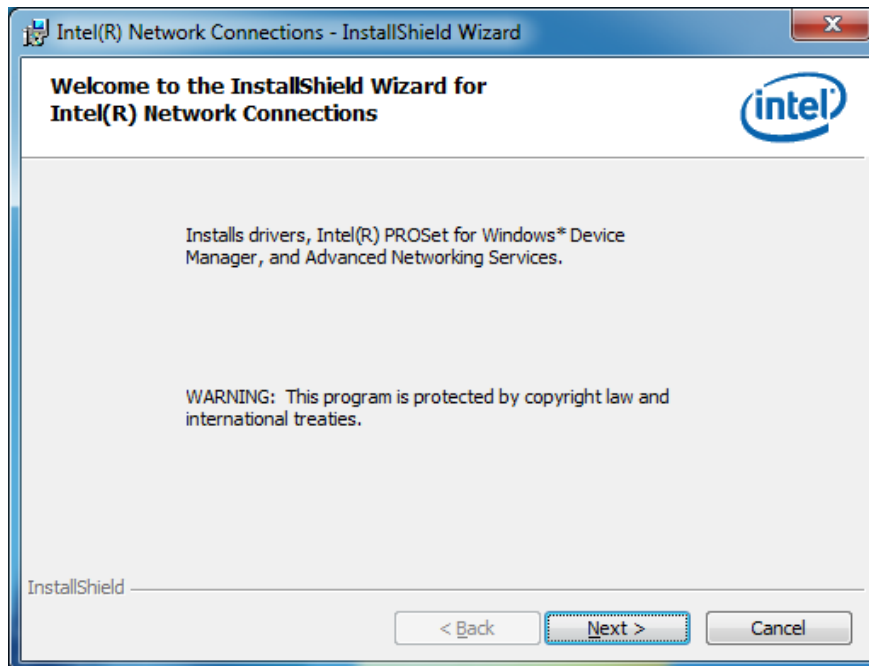 Intel(R) Network Connections - InstallShield Wizard
Welcome to the InstallShield Wizard for
Intel(R) Network Connections
intel
Installs drivers, Intel(R) PROSet for Windows* Device
Manager, and Advanced Networking Services.
WARNING:  This program is protected by copyright law and
international treaties.
InstallShield
< Back
Next >
Cancel